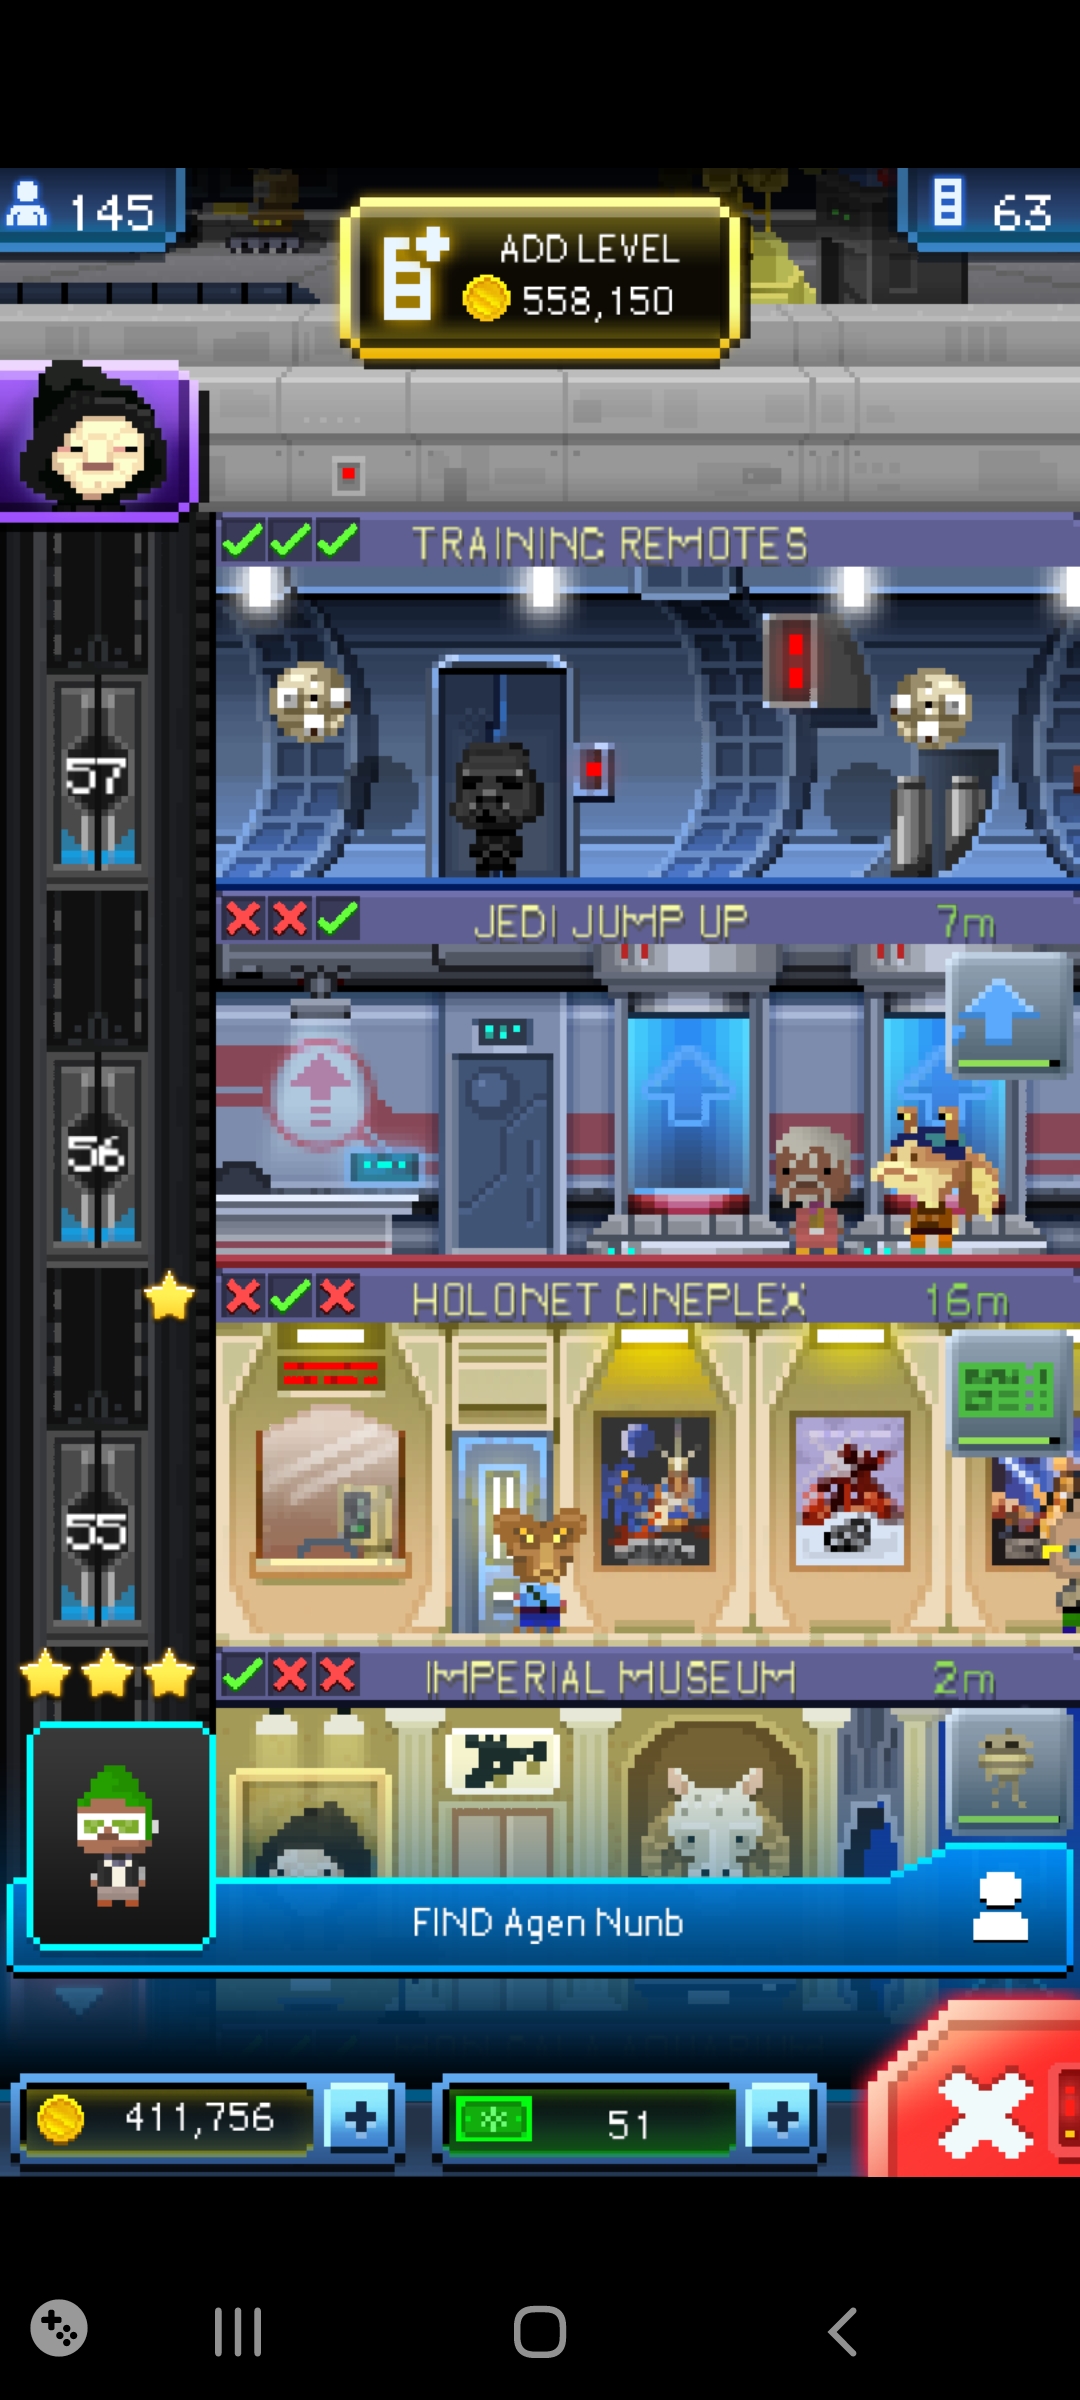 145
ADD LEVEL
558,150
63
TRAINING REMOTES
57
JEDI JUMP UP 7m
56
HOLONET CINEPLEX 16m
55
IMPERIAL MUSEUM 2m
FIND Agen Nunb
411,756
51